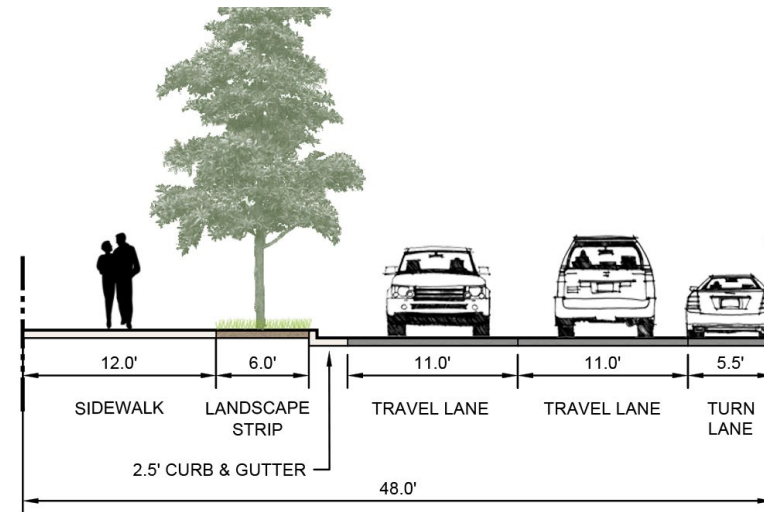 12.0'
6.0'
11.0'
11.0'
5.5'
SIDEWALK
LANDSCAPE
STRIP
TRAVEL LANE
TRAVEL LANE
TURN
LANE
2.5' CURB & GUTTER
48.0'